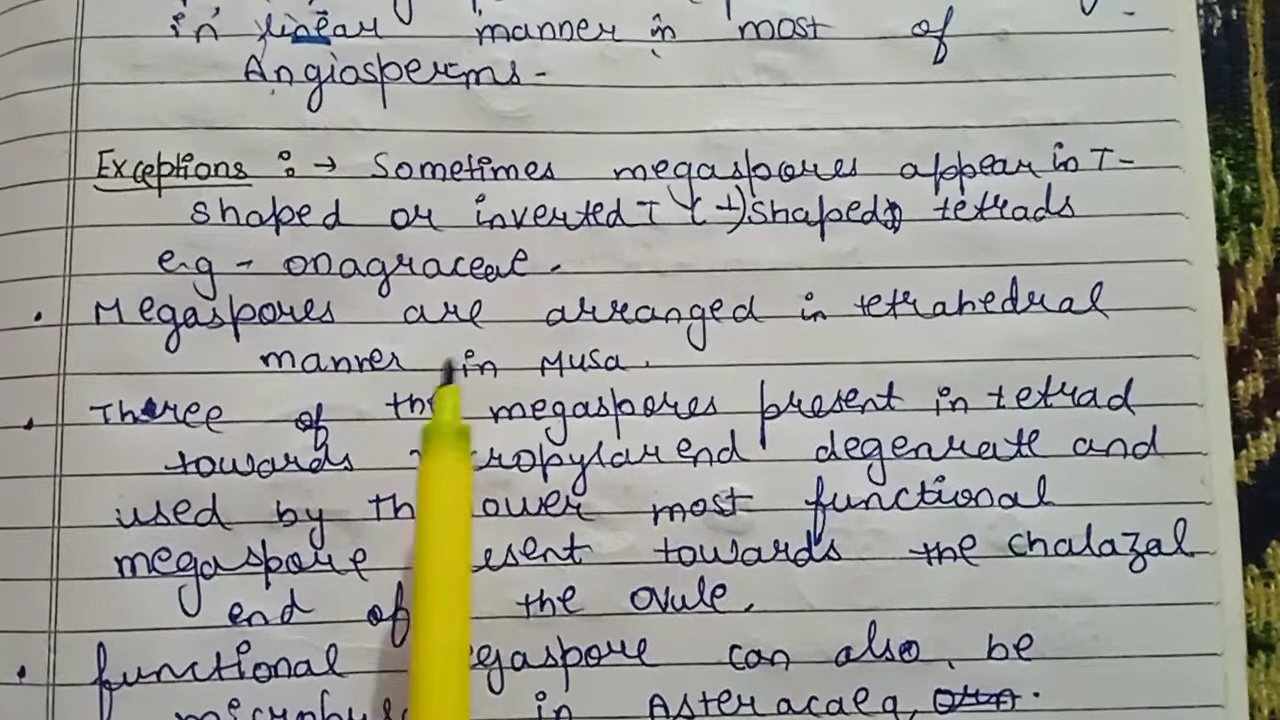 in linear manner in most of
Angiosperms-
Exceptions :→ Sometimes megaspores appear in T-
shaped or inverted T (⊥) shaped tetrads
e.g - onagraceae.
• Megaspores are arranged in tetrahedral
manner in Musa.
• Three of the megaspores present in tetrad
towards ropylar end degenrate and
used by th ower most functional
megaspore esent towards the chalazal
end of the ovule.
• functional egaspore can also be
in Asteracaea,